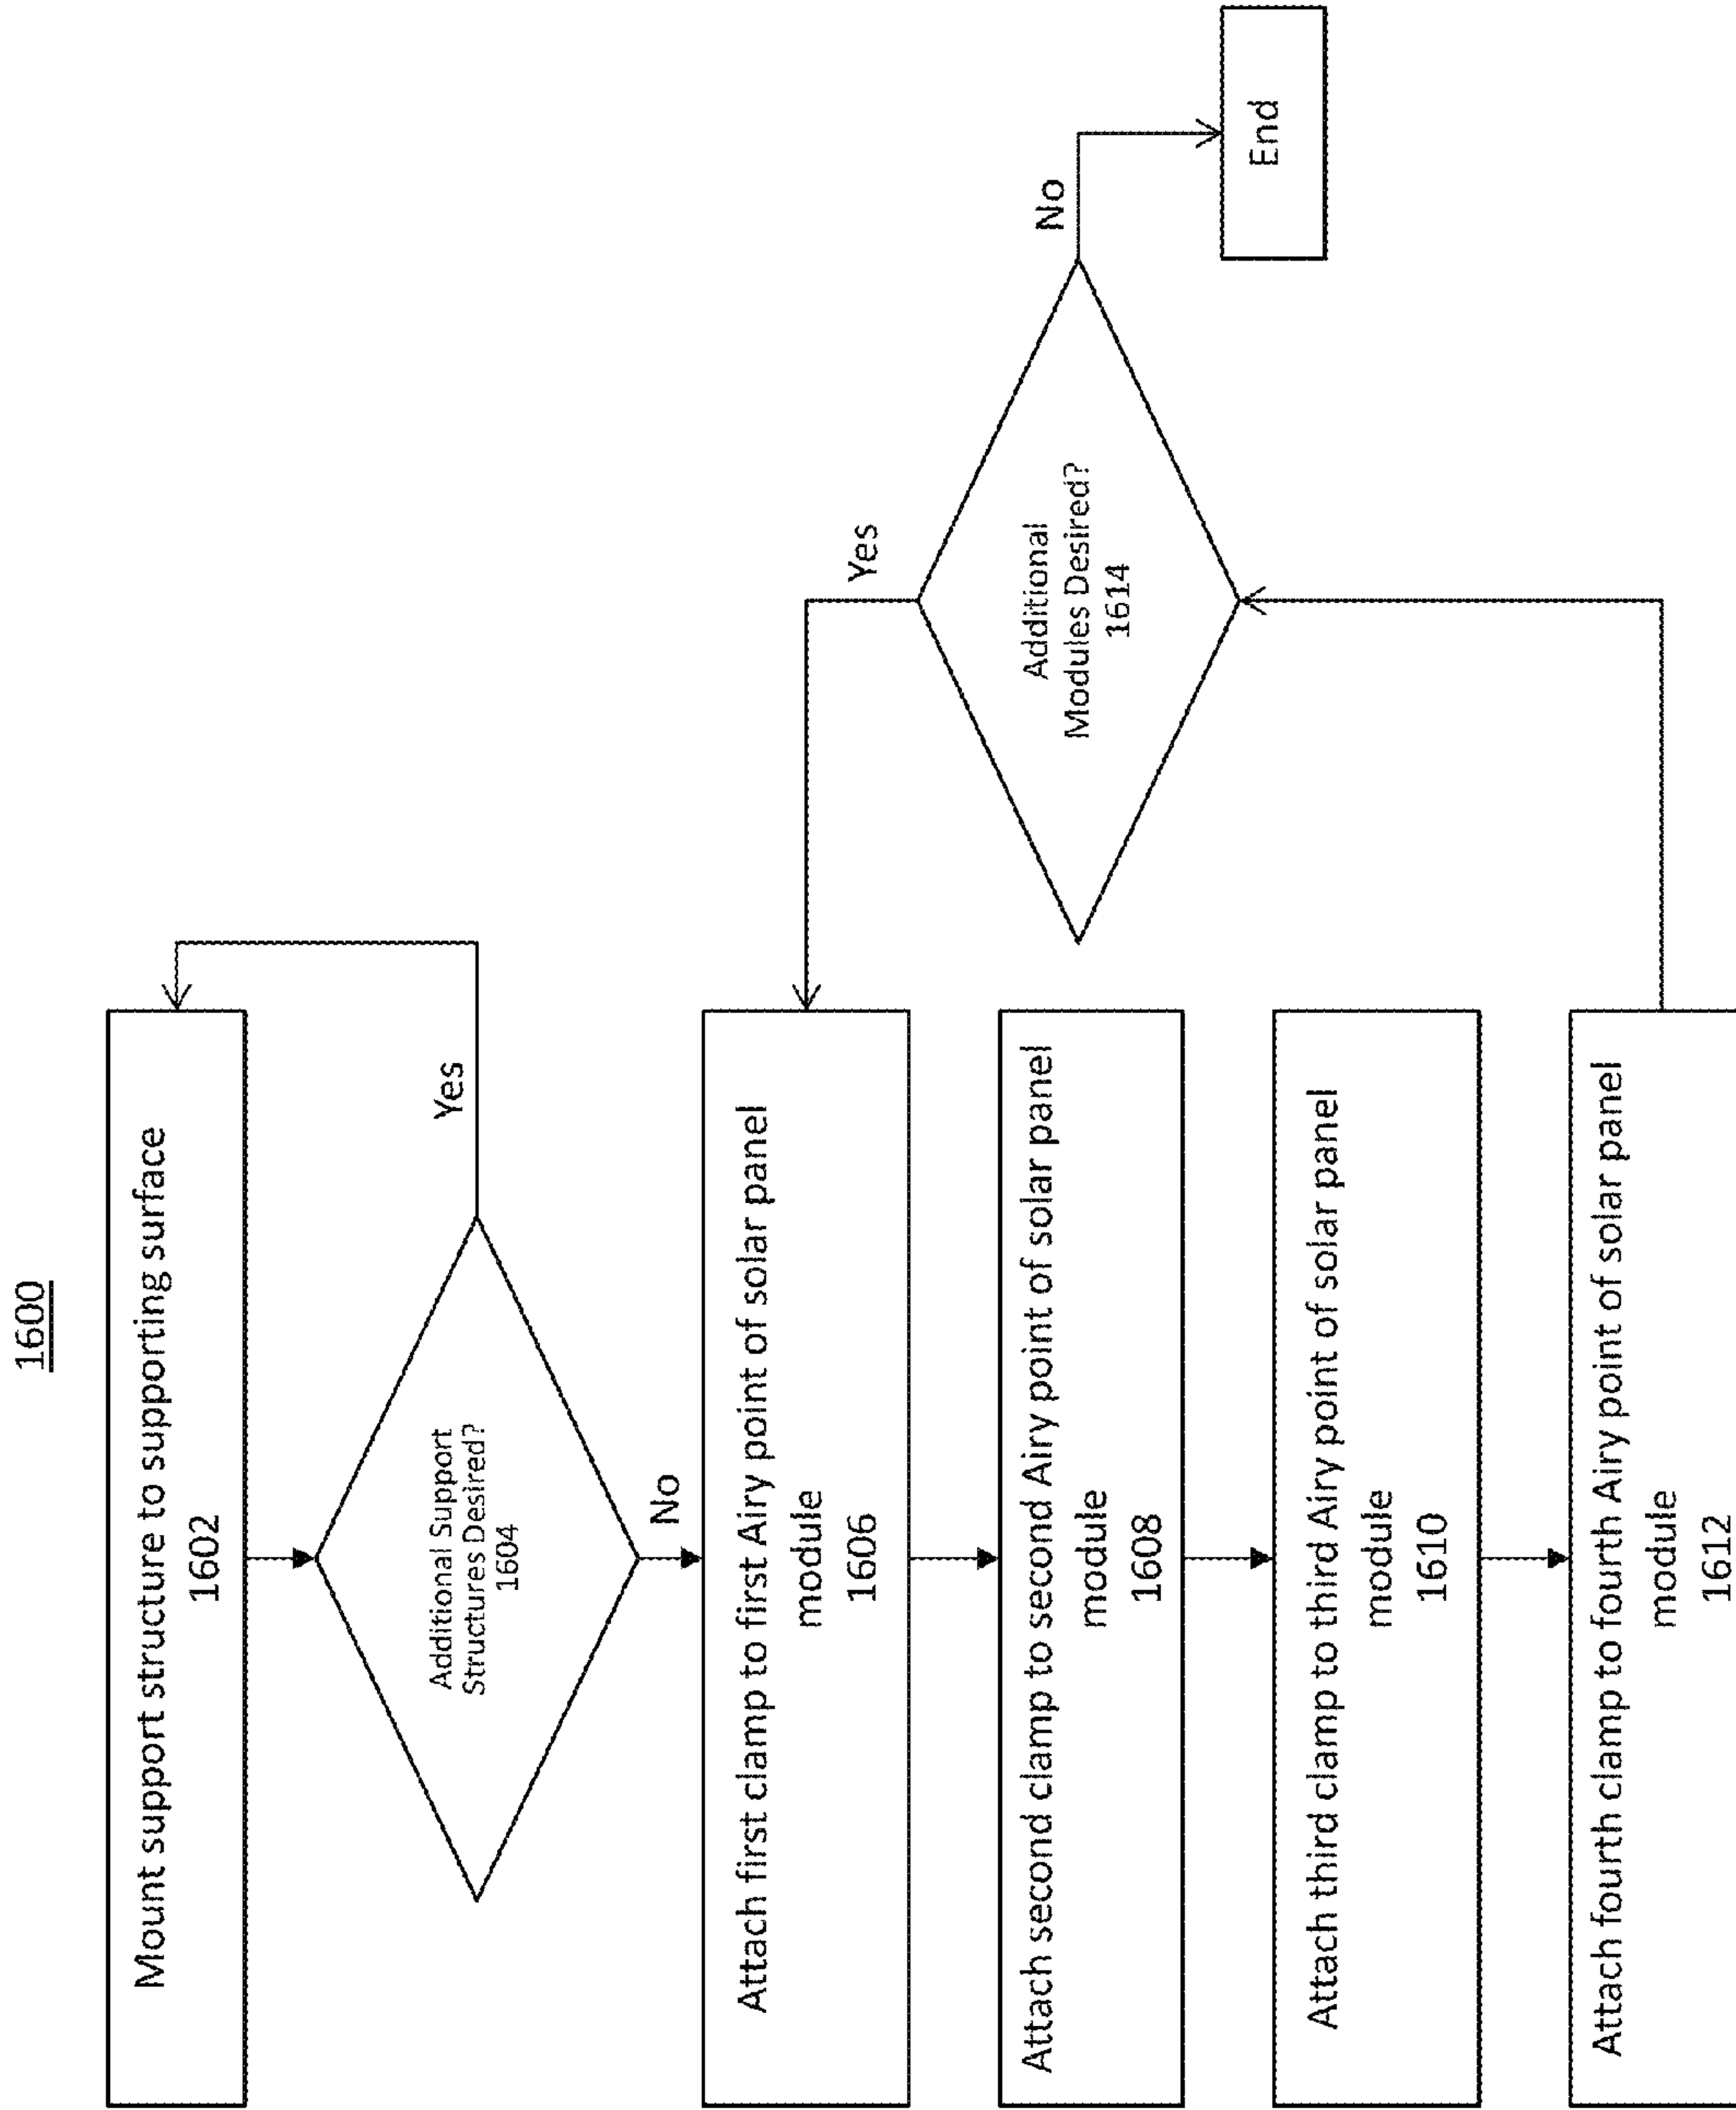 1600
Mount support structure to supporting surface
1602
Additional Support
Structures Desired?
1604
Yes
No
Attach first clamp to first Airy point of solar panel
module
1606
Attach second clamp to second Airy point of solar panel
module
1608
Attach third clamp to third Airy point of solar panel
module
1610
Attach fourth clamp to fourth Airy point of solar panel
module
1612
Additional
Modules Desired?
1614
Yes
No
End